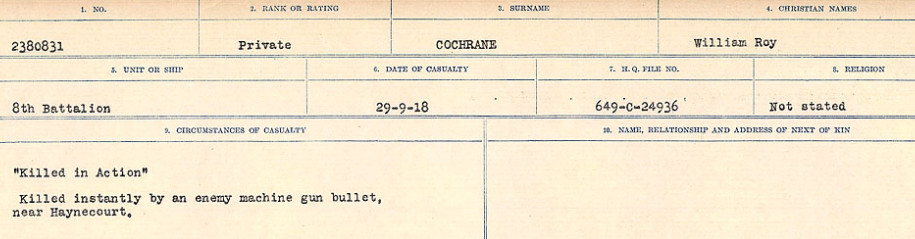 1. NO. 2. RANK OR RATING 3. SURNAME 4. CHRISTIAN NAMES
2380831 Private COCHRANE William Roy
5. UNIT OR SHIP 6. DATE OF CASUALTY 7. H.Q. FILE NO. 8. RELIGION
8th Battalion 29-9-18 649-C-24936 Not stated
9. CIRCUMSTANCES OF CASUALTY 10. NAME, RELATIONSHIP AND ADDRESS OF NEXT OF KIN
"Killed in Action"
Killed instantly by an enemy machine gun bullet,
near Haynecourt.